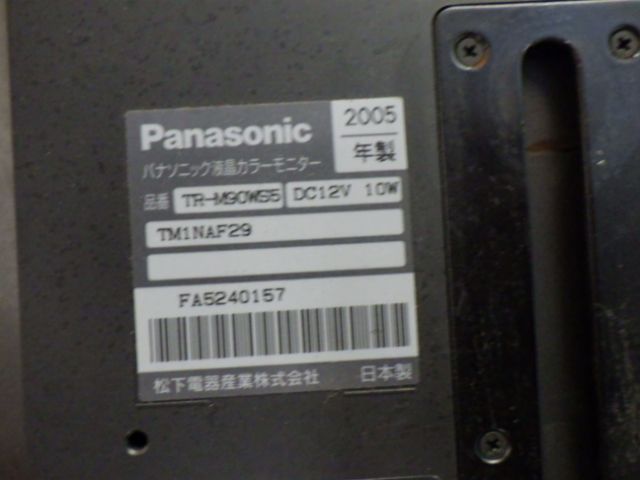 Panasonic 2005
年製
パナソニック液晶カラーモニター
品番 TR-M90WS5 DC12V 10W
TM1NAF29
FA5240157
松下電器産業株式会社 日本製